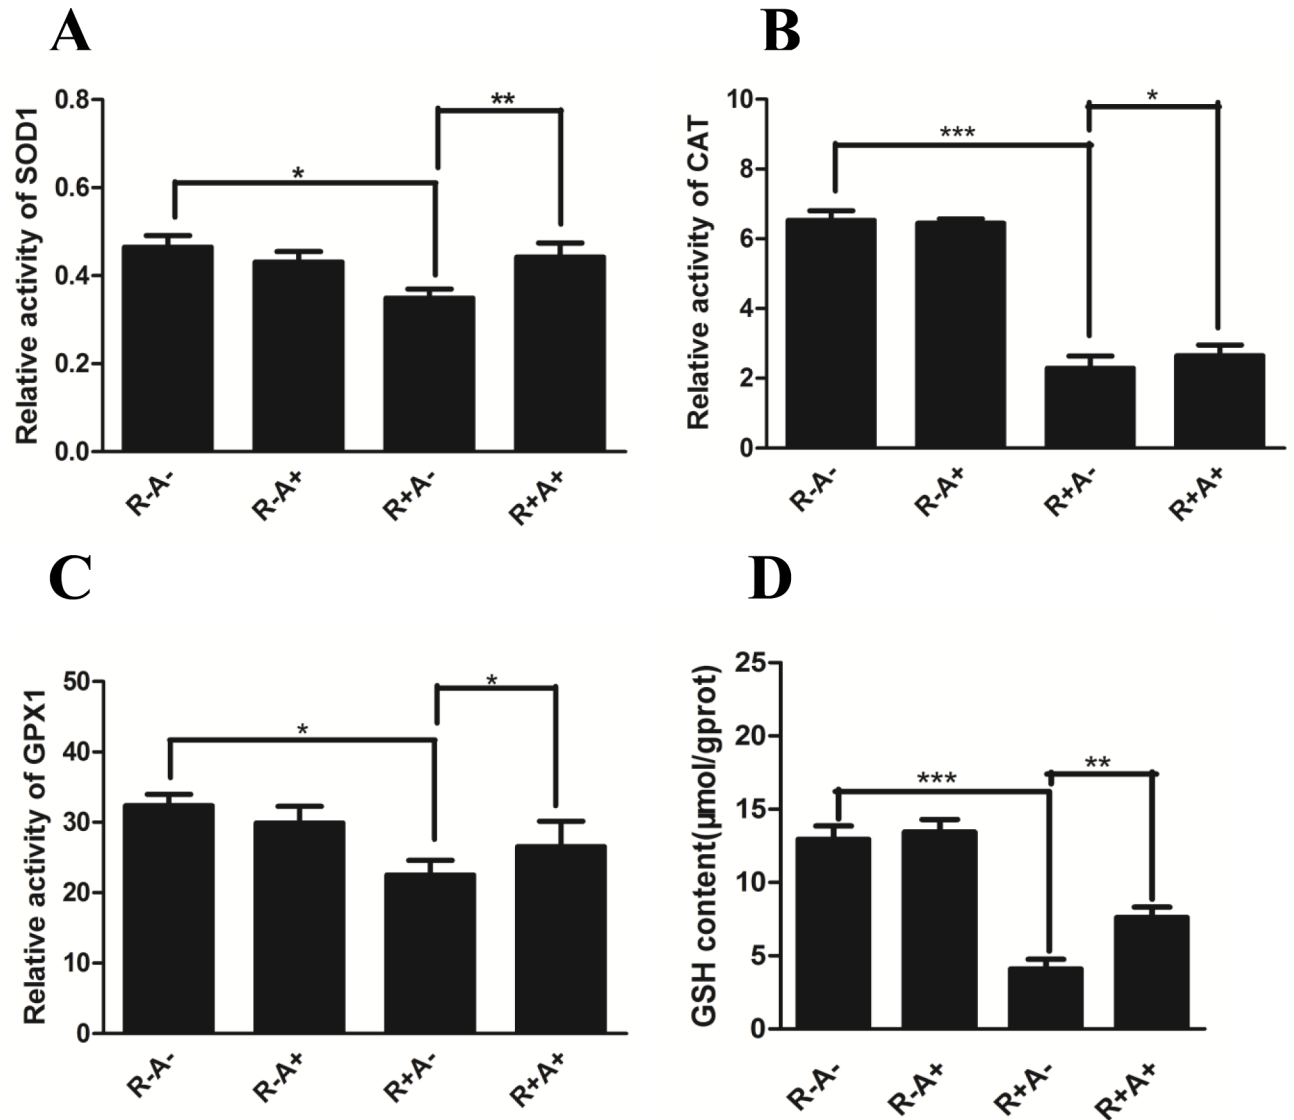 A
Relative activity of SOD1
0.8
0.6
0.4
0.2
0.0
*
**
R-A-
R-A+
R+A-
R+A+
B
Relative activity of CAT
10
8
6
4
2
0
***
*
R-A-
R-A+
R+A-
R+A+
C
Relative activity of GPX1
50
40
30
20
10
0
*
*
R-A-
R-A+
R+A-
R+A+
D
GSH content(μmol/gprot)
25
20
15
10
5
0
***
**
R-A-
R-A+
R+A-
R+A+